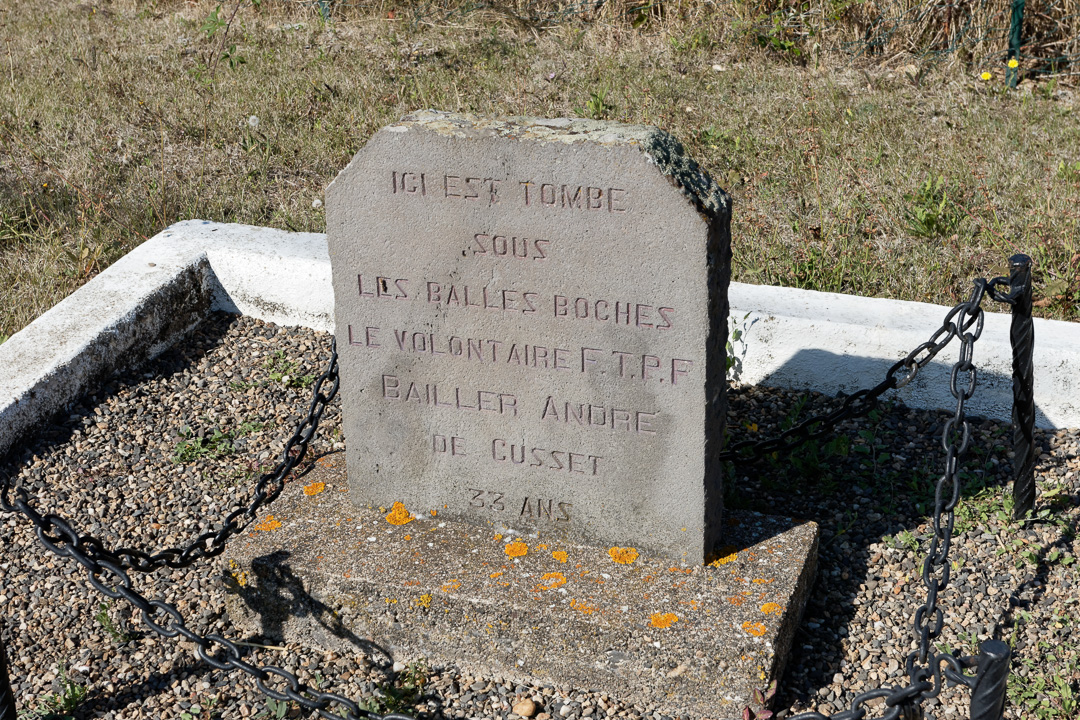 ICI EST TOMBE
SOUS
LES BALLES BOCHES
LE VOLONTAIRE F.T.P.F
BAILLER ANDRE
DE CUSSET
33 ANS